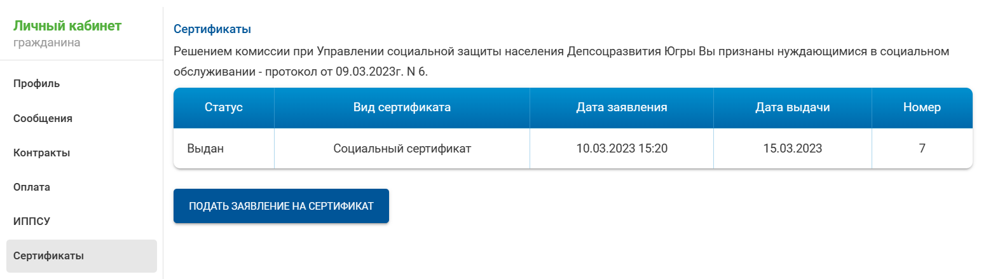 Личный кабинет
гражданина
Профиль
Сообщения
Контракты
Оплата
ИППСУ
Сертификаты
Сертификаты
Решением комиссии при Управлении социальной защиты населения Депсоцразвития Югры Вы признаны нуждающимися в социальном
обслуживании - протокол от 09.03.2023г. N 6.
Статус Вид сертификата Дата заявления Дата выдачи Номер
Выдан Социальный сертификат 10.03.2023 15:20 15.03.2023 7
ПОДАТЬ ЗАЯВЛЕНИЕ НА СЕРТИФИКАТ